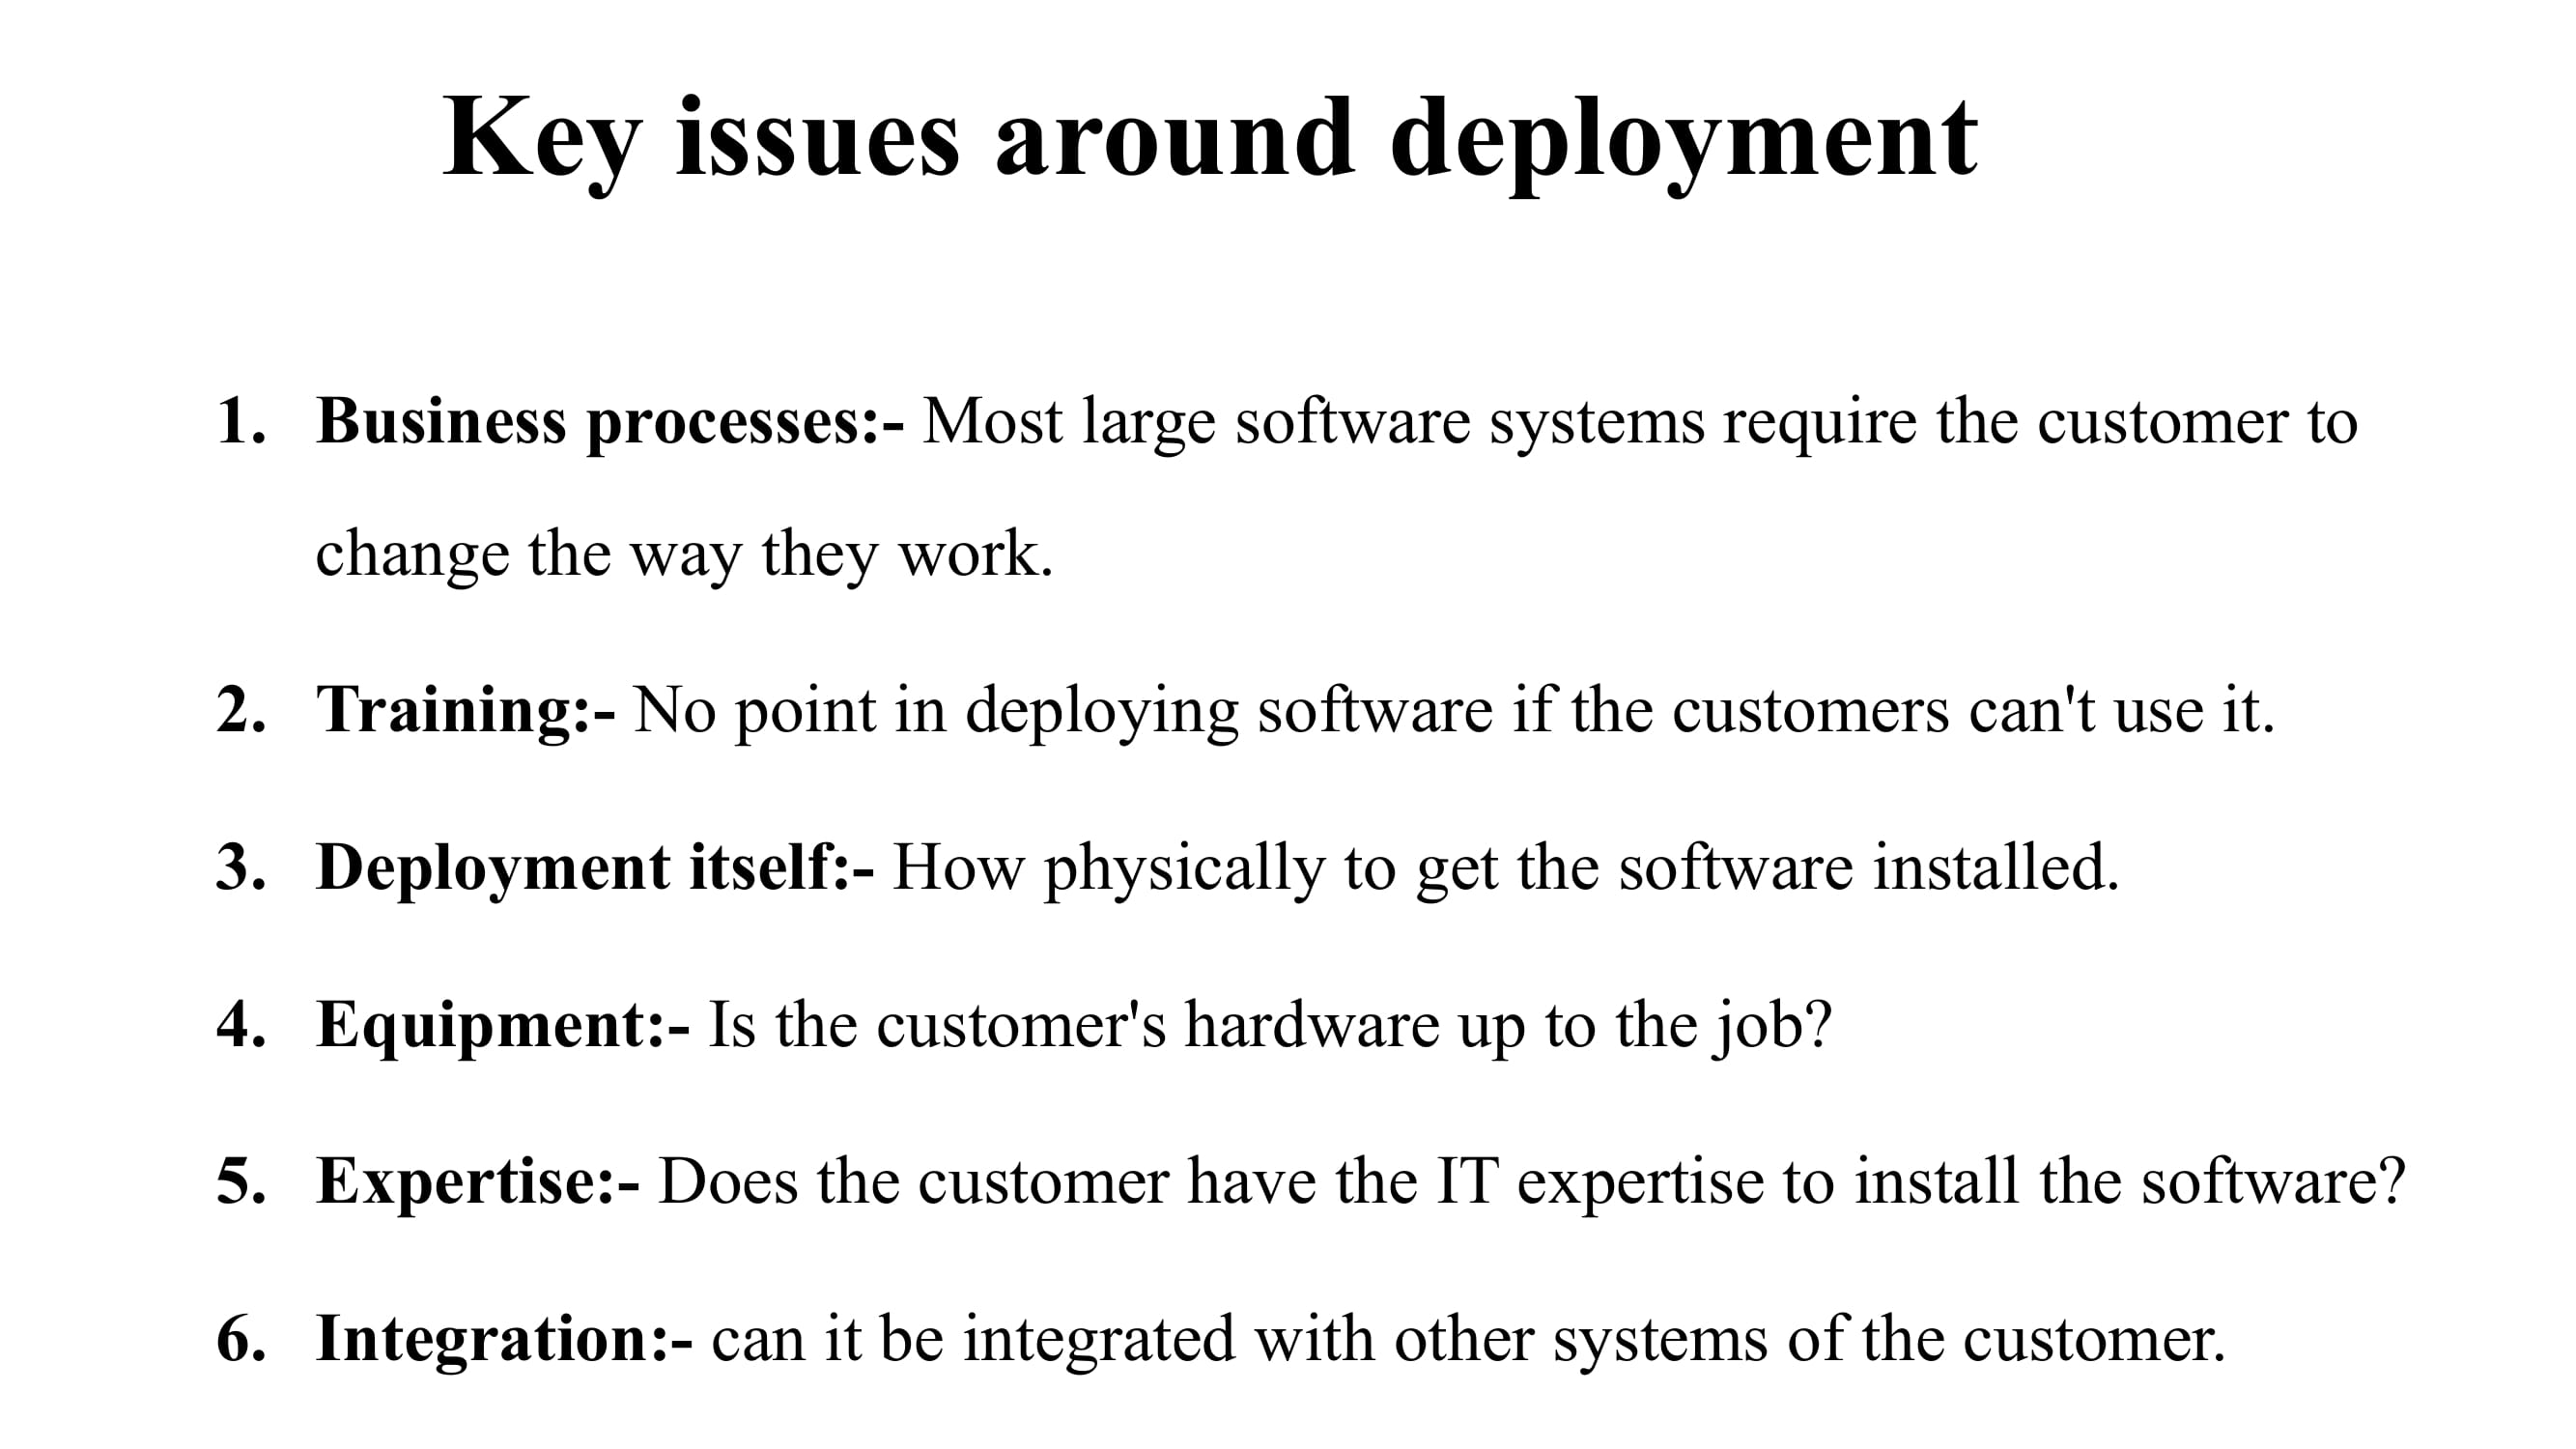 Key issues around deployment
1. Business processes:- Most large software systems require the customer to
change the way they work.
2. Training:- No point in deploying software if the customers can't use it.
3. Deployment itself:- How physically to get the software installed.
4. Equipment:- Is the customer's hardware up to the job?
5. Expertise:- Does the customer have the IT expertise to install the software?
6. Integration:- can it be integrated with other systems of the customer.